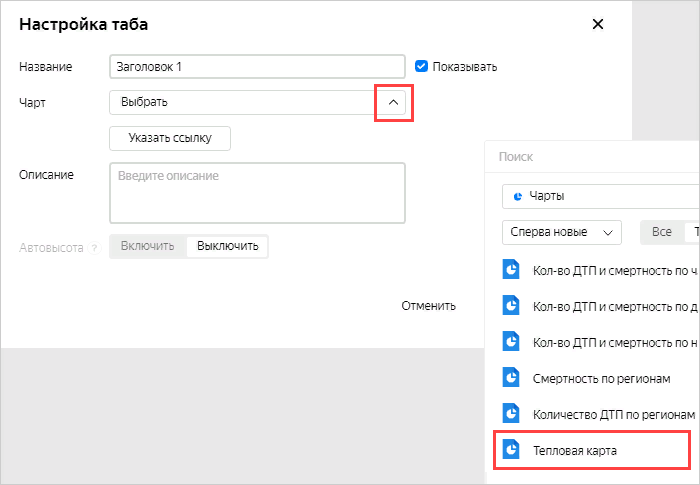 Настройка таба
Название
Заголовок 1
Показывать
Чарт
Выбрать
Указать ссылку
Описание
Введите описание
Автовысота ?
Включить
Выключить
Отменить
Поиск
Чарты
Сперва новые
Все
Кол-во ДТП и смертность по
Кол-во ДТП и смертность по
Кол-во ДТП и смертность по
Смертность по регионам
Количество ДТП по регионам
Тепловая карта